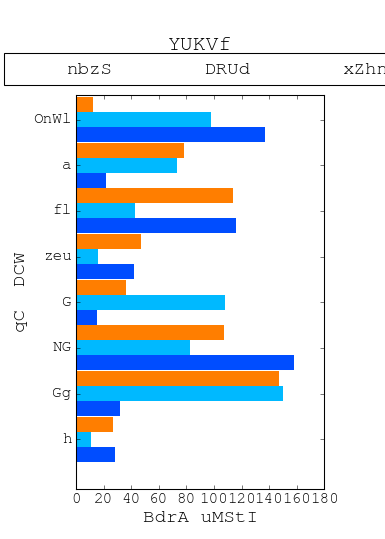 YUKVf
nbzS DRUd xZhn
OnWl
a
fl
zeu
G
NG
Gg
h
qC DCW
0 20 40 60 80 100 120 140 160 180
BdrA uMStI